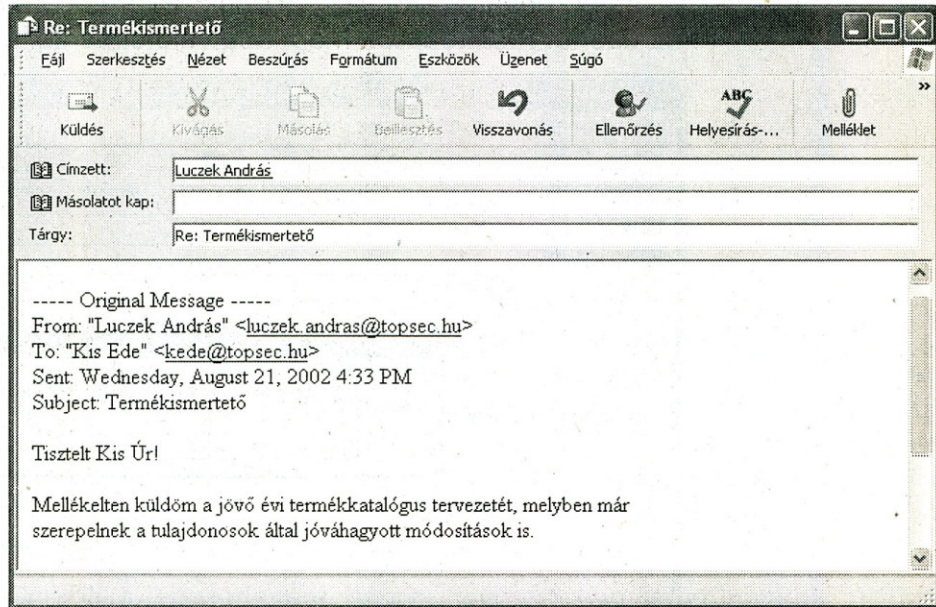 Re: Termékismertető
Fájl Szerkesztés Nézet Beszúrás Formátum Eszközök Üzenet Súgó
Küldés Kivágás Másolás Beillesztés Visszavonás Ellenőrzés Helyesírás-... Melléklet »
Címzett: Luczek András
Másolatot kap:
Tárgy: Re: Termékismertető
----- Original Message -----
From: "Luczek András" <luczek.andras@topsec.hu>
To: "Kis Ede" <kede@topsec.hu>
Sent: Wednesday, August 21, 2002 4:33 PM
Subject: Termékismertető
Tisztelt Kis Úr!
Mellékelten küldöm a jövő évi termékkatalógus tervezetét, melyben már
szerepelnek a tulajdonosok által jóváhagyott módosítások is.